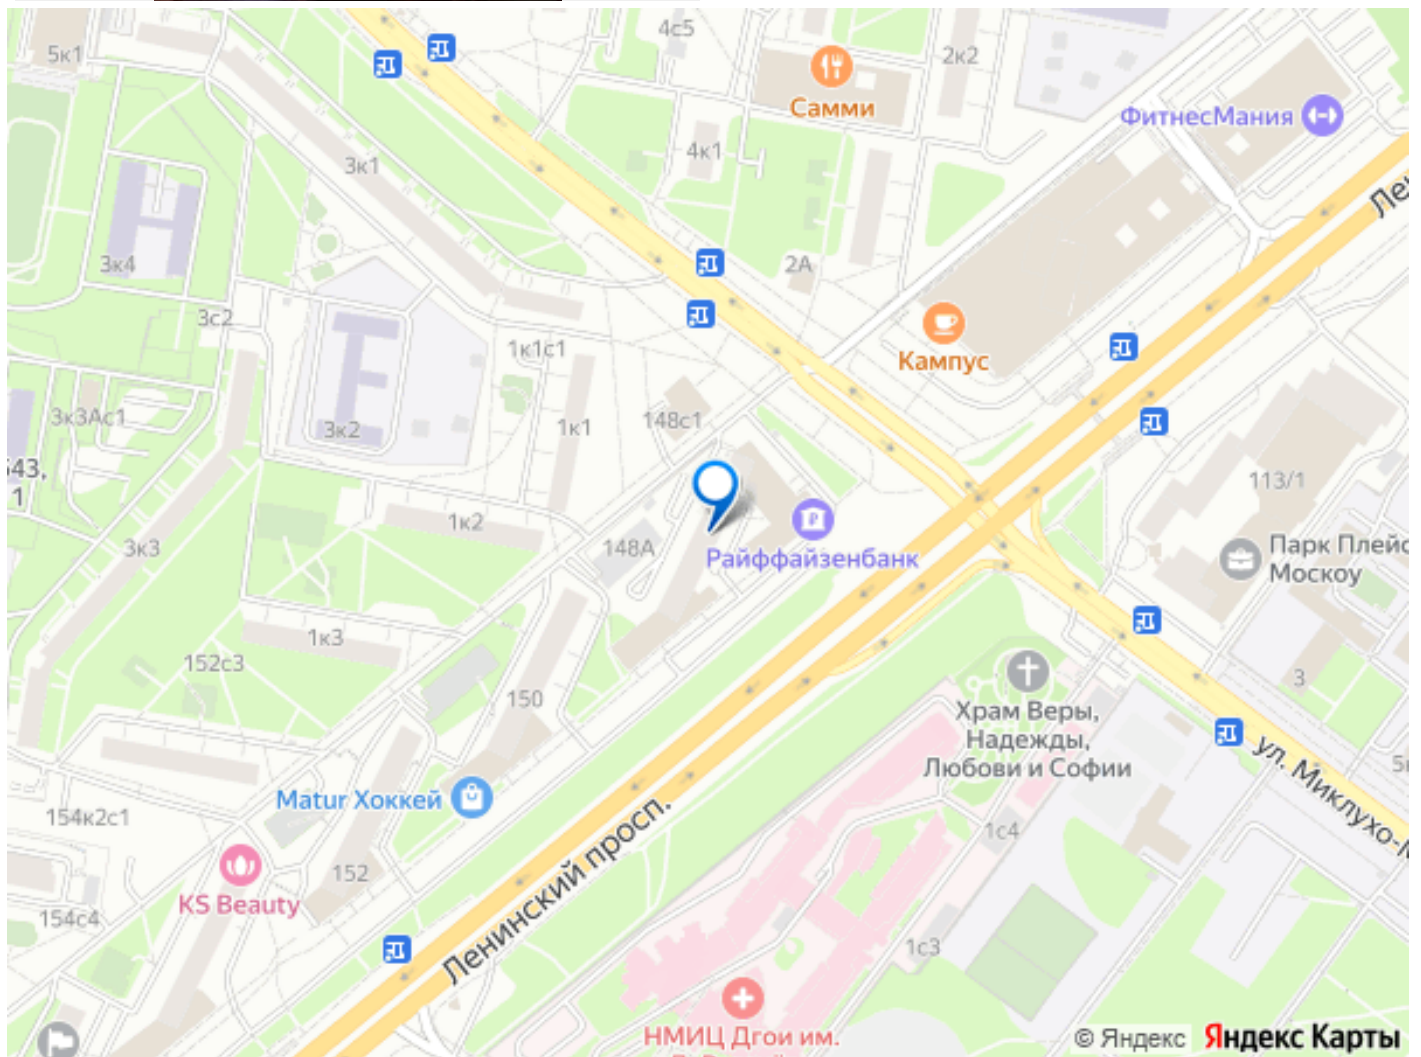 5к1
4с5
2к2
Самми
ФитнесМания
4к1
3к1
Ле
3к4
2А
3с2
1к1с1
Кампус
3к3Ас1
3к2
1к1
148с1
543,
1
113/1
1к2
148А
3к3
Райффайзенбанк
Парк Плейс
Москоу
1к3
152с3
150
3
Храм Веры,
Надежды,
Любови и Софии
ул. Миклухо-М
Matur Хоккей
154к2с1
152
1с4
KS Beauty
Ленинский просп.
154с4
1с3
НМИЦ Дгои им.
© Яндекс Яндекс Карты